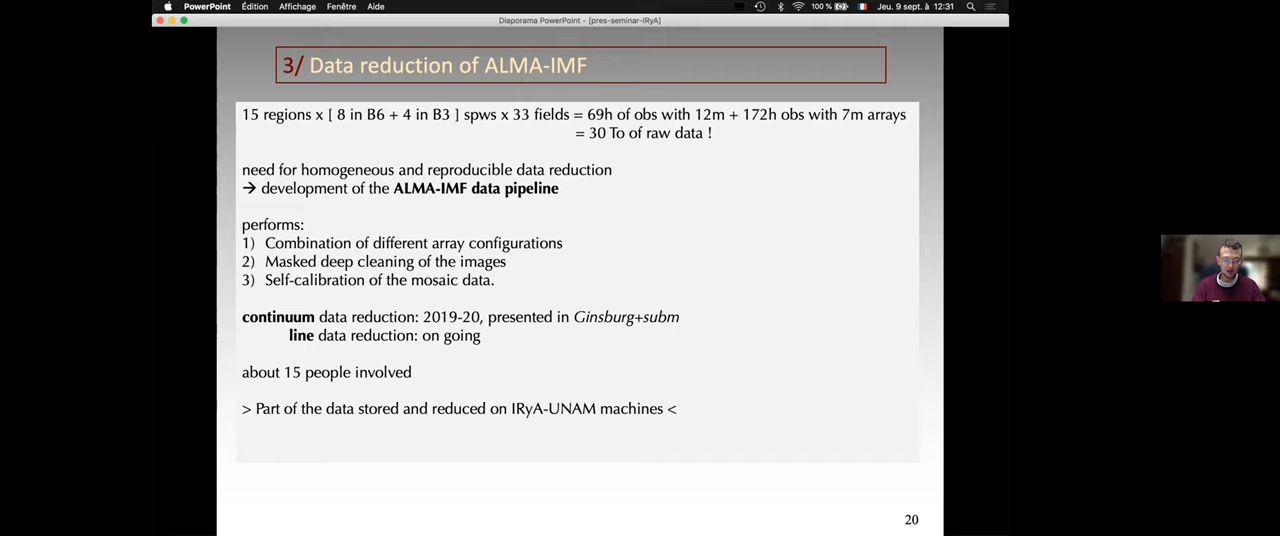 PowerPoint Édition Affichage Fenêtre Aide 100 % Jeu. 9 sept. à 12:31
Diaporama PowerPoint - [pres-seminar-IRyA]
3/ Data reduction of ALMA-IMF
15 regions x [ 8 in B6 + 4 in B3 ] spws x 33 fields = 69h of obs with 12m + 172h obs with 7m arrays
= 30 To of raw data !
need for homogeneous and reproducible data reduction
→ development of the ALMA-IMF data pipeline
performs:
1) Combination of different array configurations
2) Masked deep cleaning of the images
3) Self-calibration of the mosaic data.
continuum data reduction: 2019-20, presented in Ginsburg+subm
line data reduction: on going
about 15 people involved
> Part of the data stored and reduced on IRyA-UNAM machines <
20